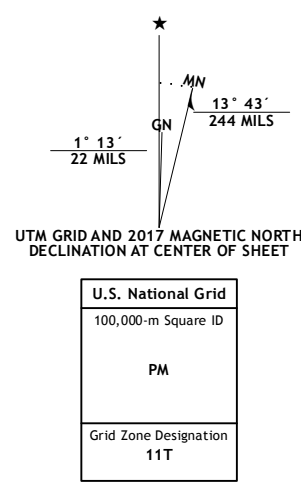 ★
MN
GN
13° 43´
244 MILS
1° 13´
22 MILS
UTM GRID AND 2017 MAGNETIC NORTH
DECLINATION AT CENTER OF SHEET
U.S. National Grid
100,000-m Square ID
PM
Grid Zone Designation
11T